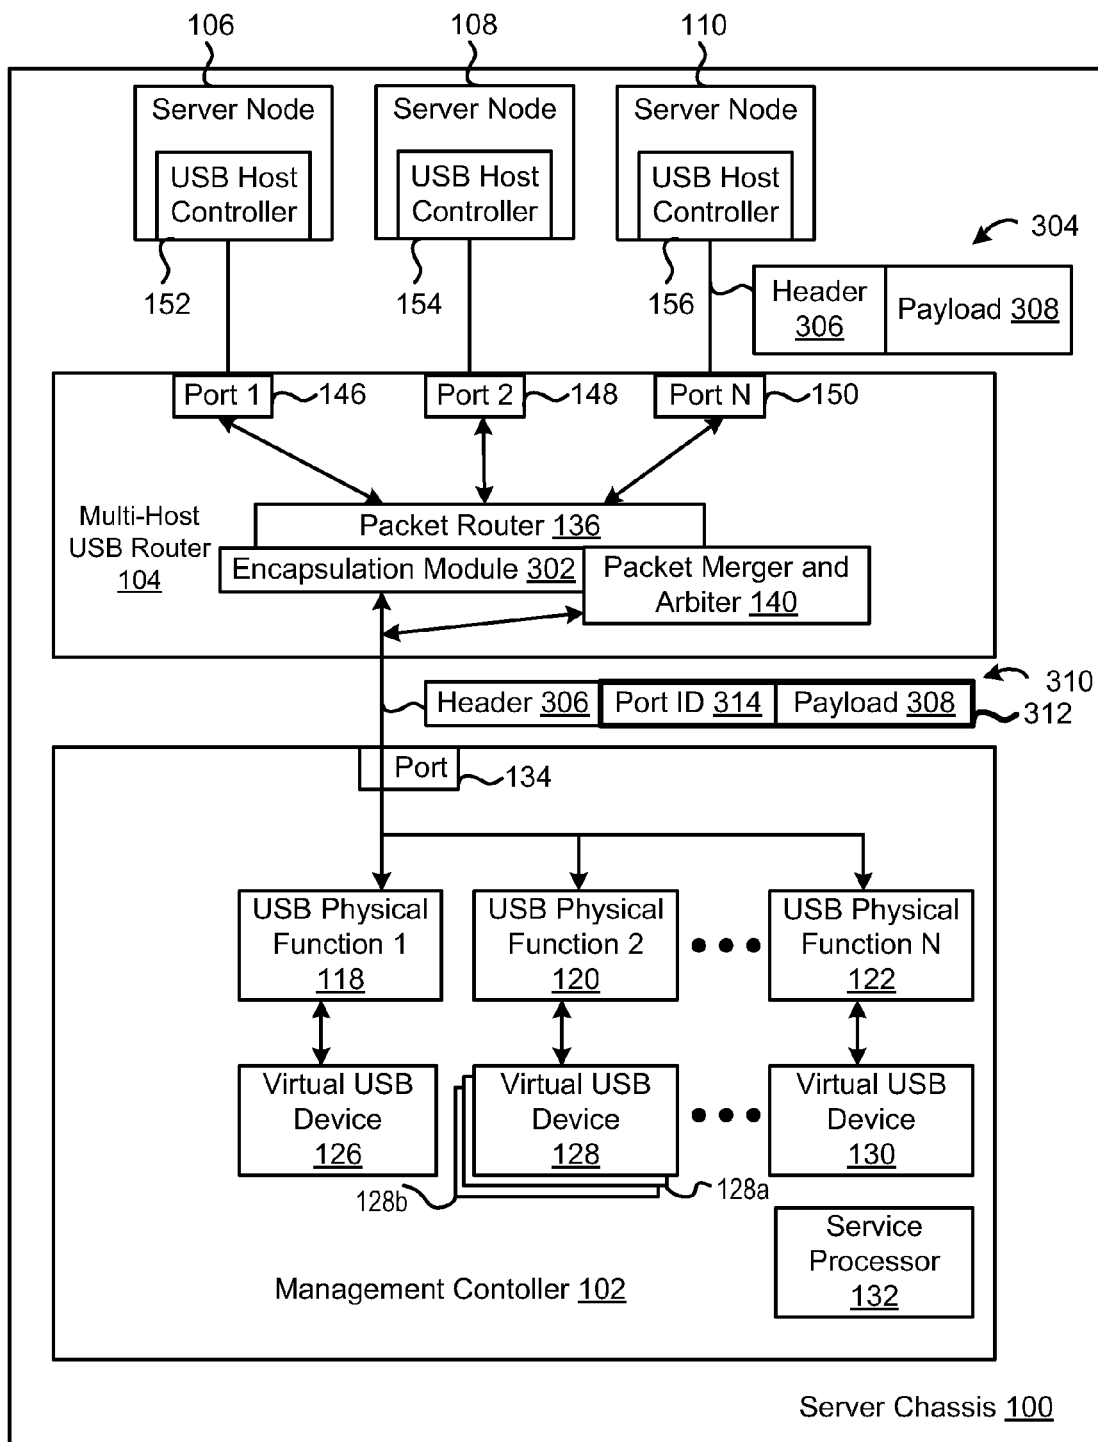 106
108
110
Server Node
Server Node
Server Node
USB Host
Controller
USB Host
Controller
USB Host
Controller
152
154
156
304
Header
306
Payload 308
Port 1
146
Port 2
148
Port N
150
Multi-Host
USB Router
104
Packet Router 136
Encapsulation Module 302
Packet Merger and
Arbiter 140
310
Header 306
Port ID 314
Payload 308
312
Port
134
USB Physical
Function 1
118
USB Physical
Function 2
120
USB Physical
Function N
122
Virtual USB
Device
126
Virtual USB
Device
128
Virtual USB
Device
130
128b
128a
Service
Processor
132
Management Contoller 102
Server Chassis 100